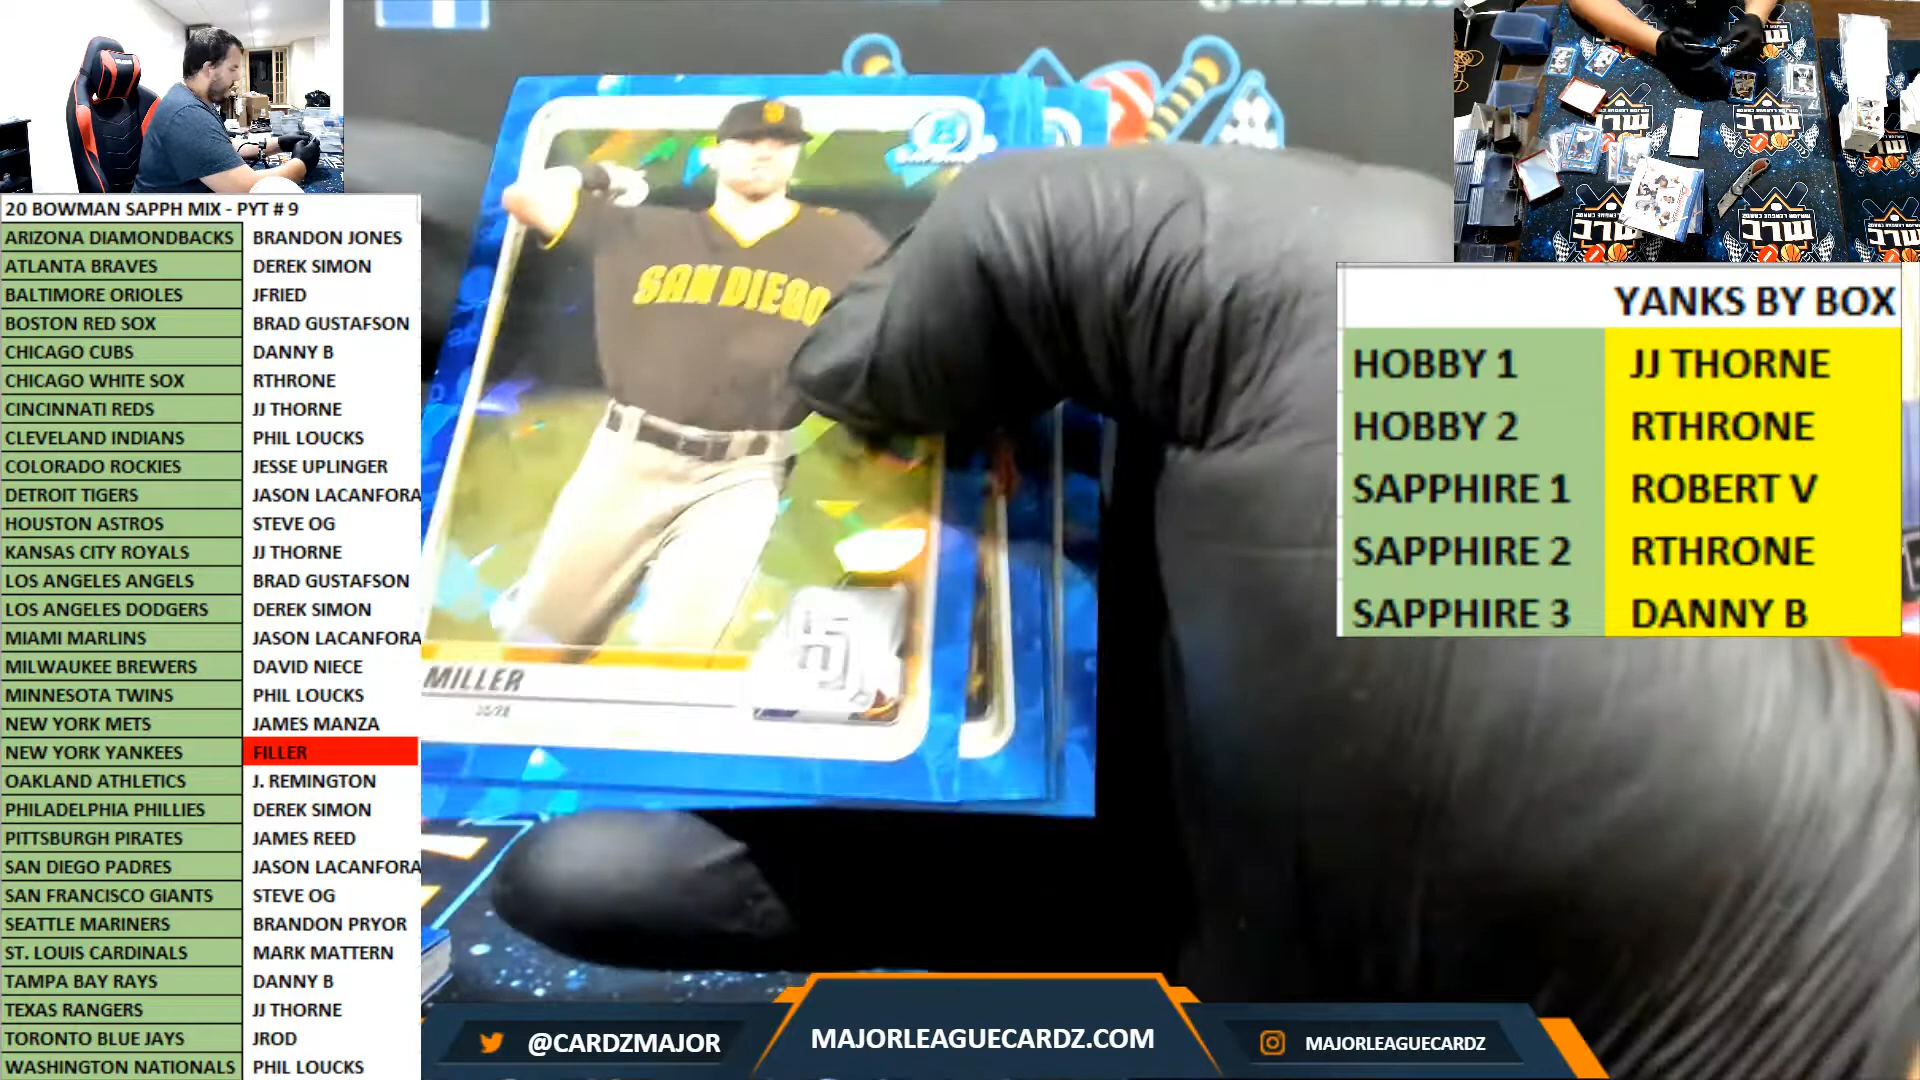 20 BOWMAN SAPPH MIX - PYT # 9
ARIZONA DIAMONDBACKS BRANDON JONES
ATLANTA BRAVES DEREK SIMON
BALTIMORE ORIOLES JFRIED
BOSTON RED SOX BRAD GUSTAFSON
CHICAGO CUBS DANNY B
CHICAGO WHITE SOX RTHRONE
CINCINNATI REDS JJ THORNE
CLEVELAND INDIANS PHIL LOUCKS
COLORADO ROCKIES JESSE UPLINGER
DETROIT TIGERS JASON LACANFORA
HOUSTON ASTROS STEVE OG
KANSAS CITY ROYALS JJ THORNE
LOS ANGELES ANGELS BRAD GUSTAFSON
LOS ANGELES DODGERS DEREK SIMON
MIAMI MARLINS JASON LACANFORA
MILWAUKEE BREWERS DAVID NIECE
MINNESOTA TWINS PHIL LOUCKS
NEW YORK METS JAMES MANZA
NEW YORK YANKEES FILLER
OAKLAND ATHLETICS J. REMINGTON
PHILADELPHIA PHILLIES DEREK SIMON
PITTSBURGH PIRATES JAMES REED
SAN DIEGO PADRES JASON LACANFORA
SAN FRANCISCO GIANTS STEVE OG
SEATTLE MARINERS BRANDON PRYOR
ST. LOUIS CARDINALS MARK MATTERN
TAMPA BAY RAYS DANNY B
TEXAS RANGERS JJ THORNE
TORONTO BLUE JAYS JROD
WASHINGTON NATIONALS PHIL LOUCKS
SAN DIEGO
MILLER
YANKS BY BOX
HOBBY 1 JJ THORNE
HOBBY 2 RTHRONE
SAPPHIRE 1 ROBERT V
SAPPHIRE 2 RTHRONE
SAPPHIRE 3 DANNY B
@CARDZMAJOR
MAJORLEAGUECARDZ.COM
MAJORLEAGUECARDZ